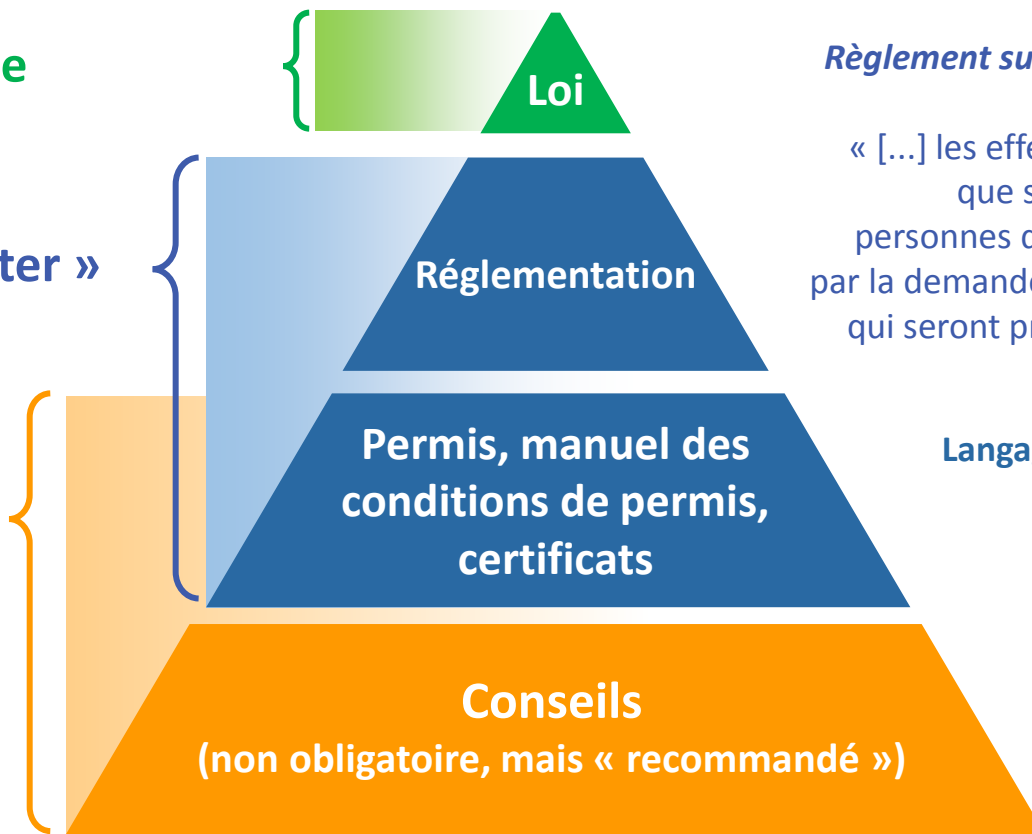 e
Loi
Règlement su
« [...] les effe
que s
personnes d
par la demande
qui seront pr
ter »
Réglementation
Langa
Permis, manuel des
conditions de permis,
certificats
Conseils
(non obligatoire, mais « recommandé »)